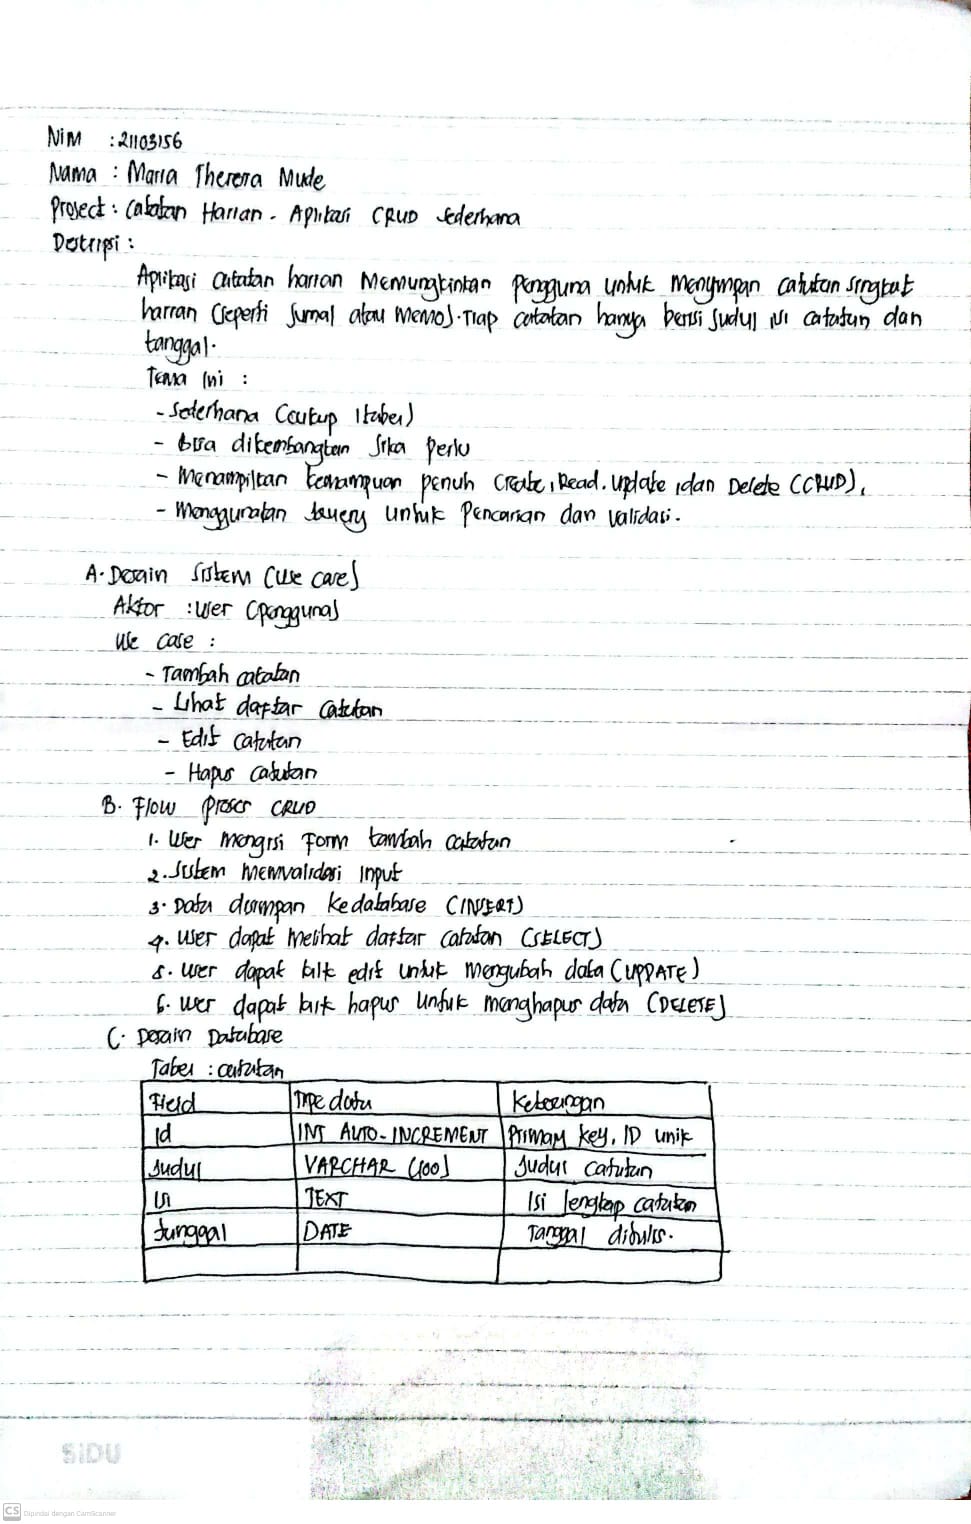 NiM : 21103156
Nama : Maria Theresa Mude
Project : Catatan Harian - Aplikasi CRUD Sederhana
Deskripsi :
Aplikasi catatan harian Memungkinkan Pengguna untuk Menyimpan catatan singkat
harian (seperti Jurnal atau Memo). Tiap catatan hanya berisi Judul isi catatan dan
tanggal.
Tema Ini :
- Sederhana (cukup 1 tabel)
- bisa dikembangkan Jika Perlu
- Menampilkan kemampuan penuh Create, Read, Update, dan Delete (CRUD),
- Menggunakan query untuk Pencarian dan validasi.
A. Desain Sistem (Use case)
Aktor : User (pengguna)
Use case :
- Tambah catatan
- Lihat daftar catatan
- Edit catatan
- Hapus catatan
B. Flow proses CRUD
1. User mengisi Form tambah catatan
2. Sistem Memvalidasi Input
3. Data disimpan ke database (INSERT)
4. User dapat melihat daftar catatan (SELECT)
5. User dapat klik edit untuk mengubah data (UPDATE)
6. User dapat klik hapus untuk menghapus data (DELETE)
C. Desain Database
Tabel : catatan
Field Tipe data Keterangan
Id INT AUTO-INCREMENT Primary key, ID unik
Judul VARCHAR (100) Judul catatan
Isi TEXT Isi lengkap catatan
tanggal DATE Tanggal ditulis.
SiDU
CS Dipindai dengan CamScanner